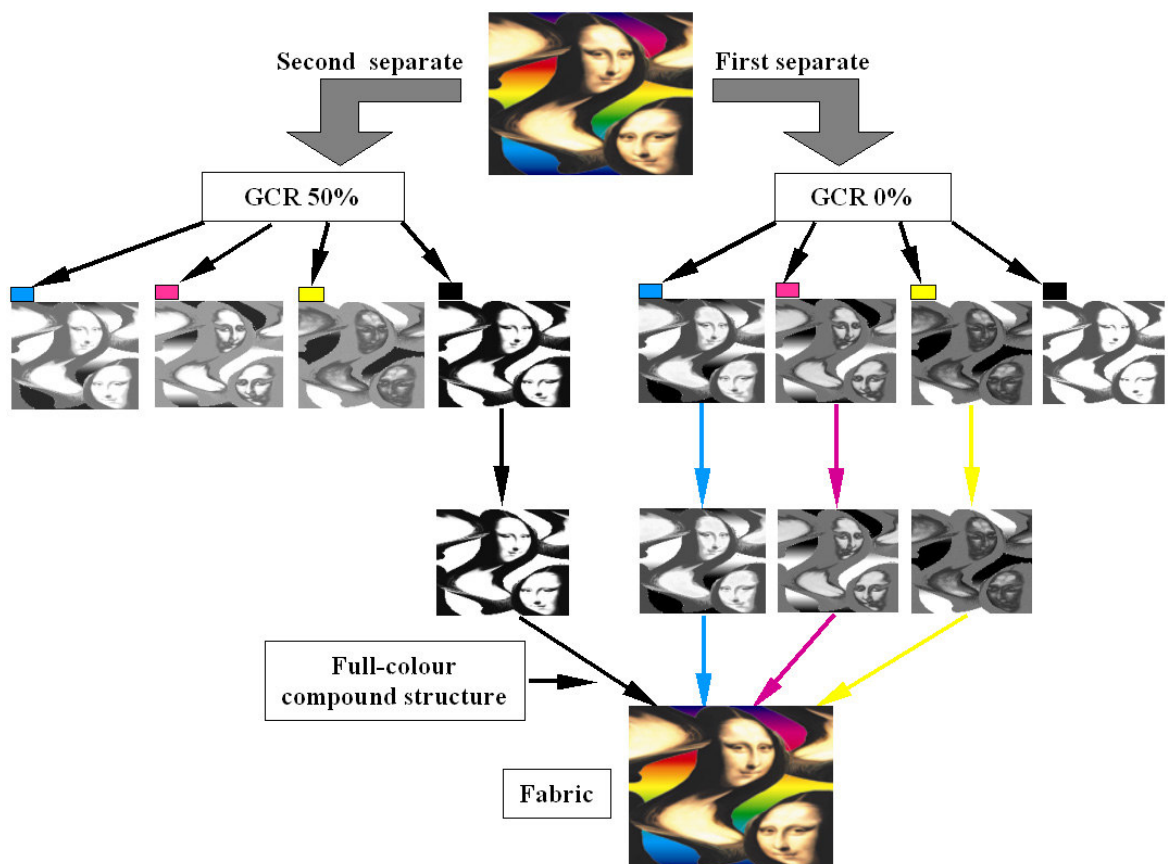 Second separate
First separate
GCR 50%
GCR 0%
Full-colour
compound structure
Fabric